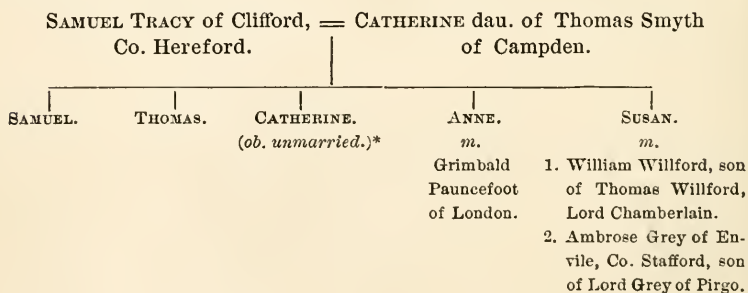 SAMUEL TRACY of Clifford, = CATHERINE dau. of Thomas Smyth
Co. Hereford. of Campden.
SAMUEL. THOMAS. CATHERINE. ANNE. SUSAN.
(ob. unmarried.)* m. m.
Grimbald
Pauncefoot
of London.
1. William Willford, son
of Thomas Willford,
Lord Chamberlain.
2. Ambrose Grey of En-
vile, Co. Stafford, son
of Lord Grey of Pirgo.